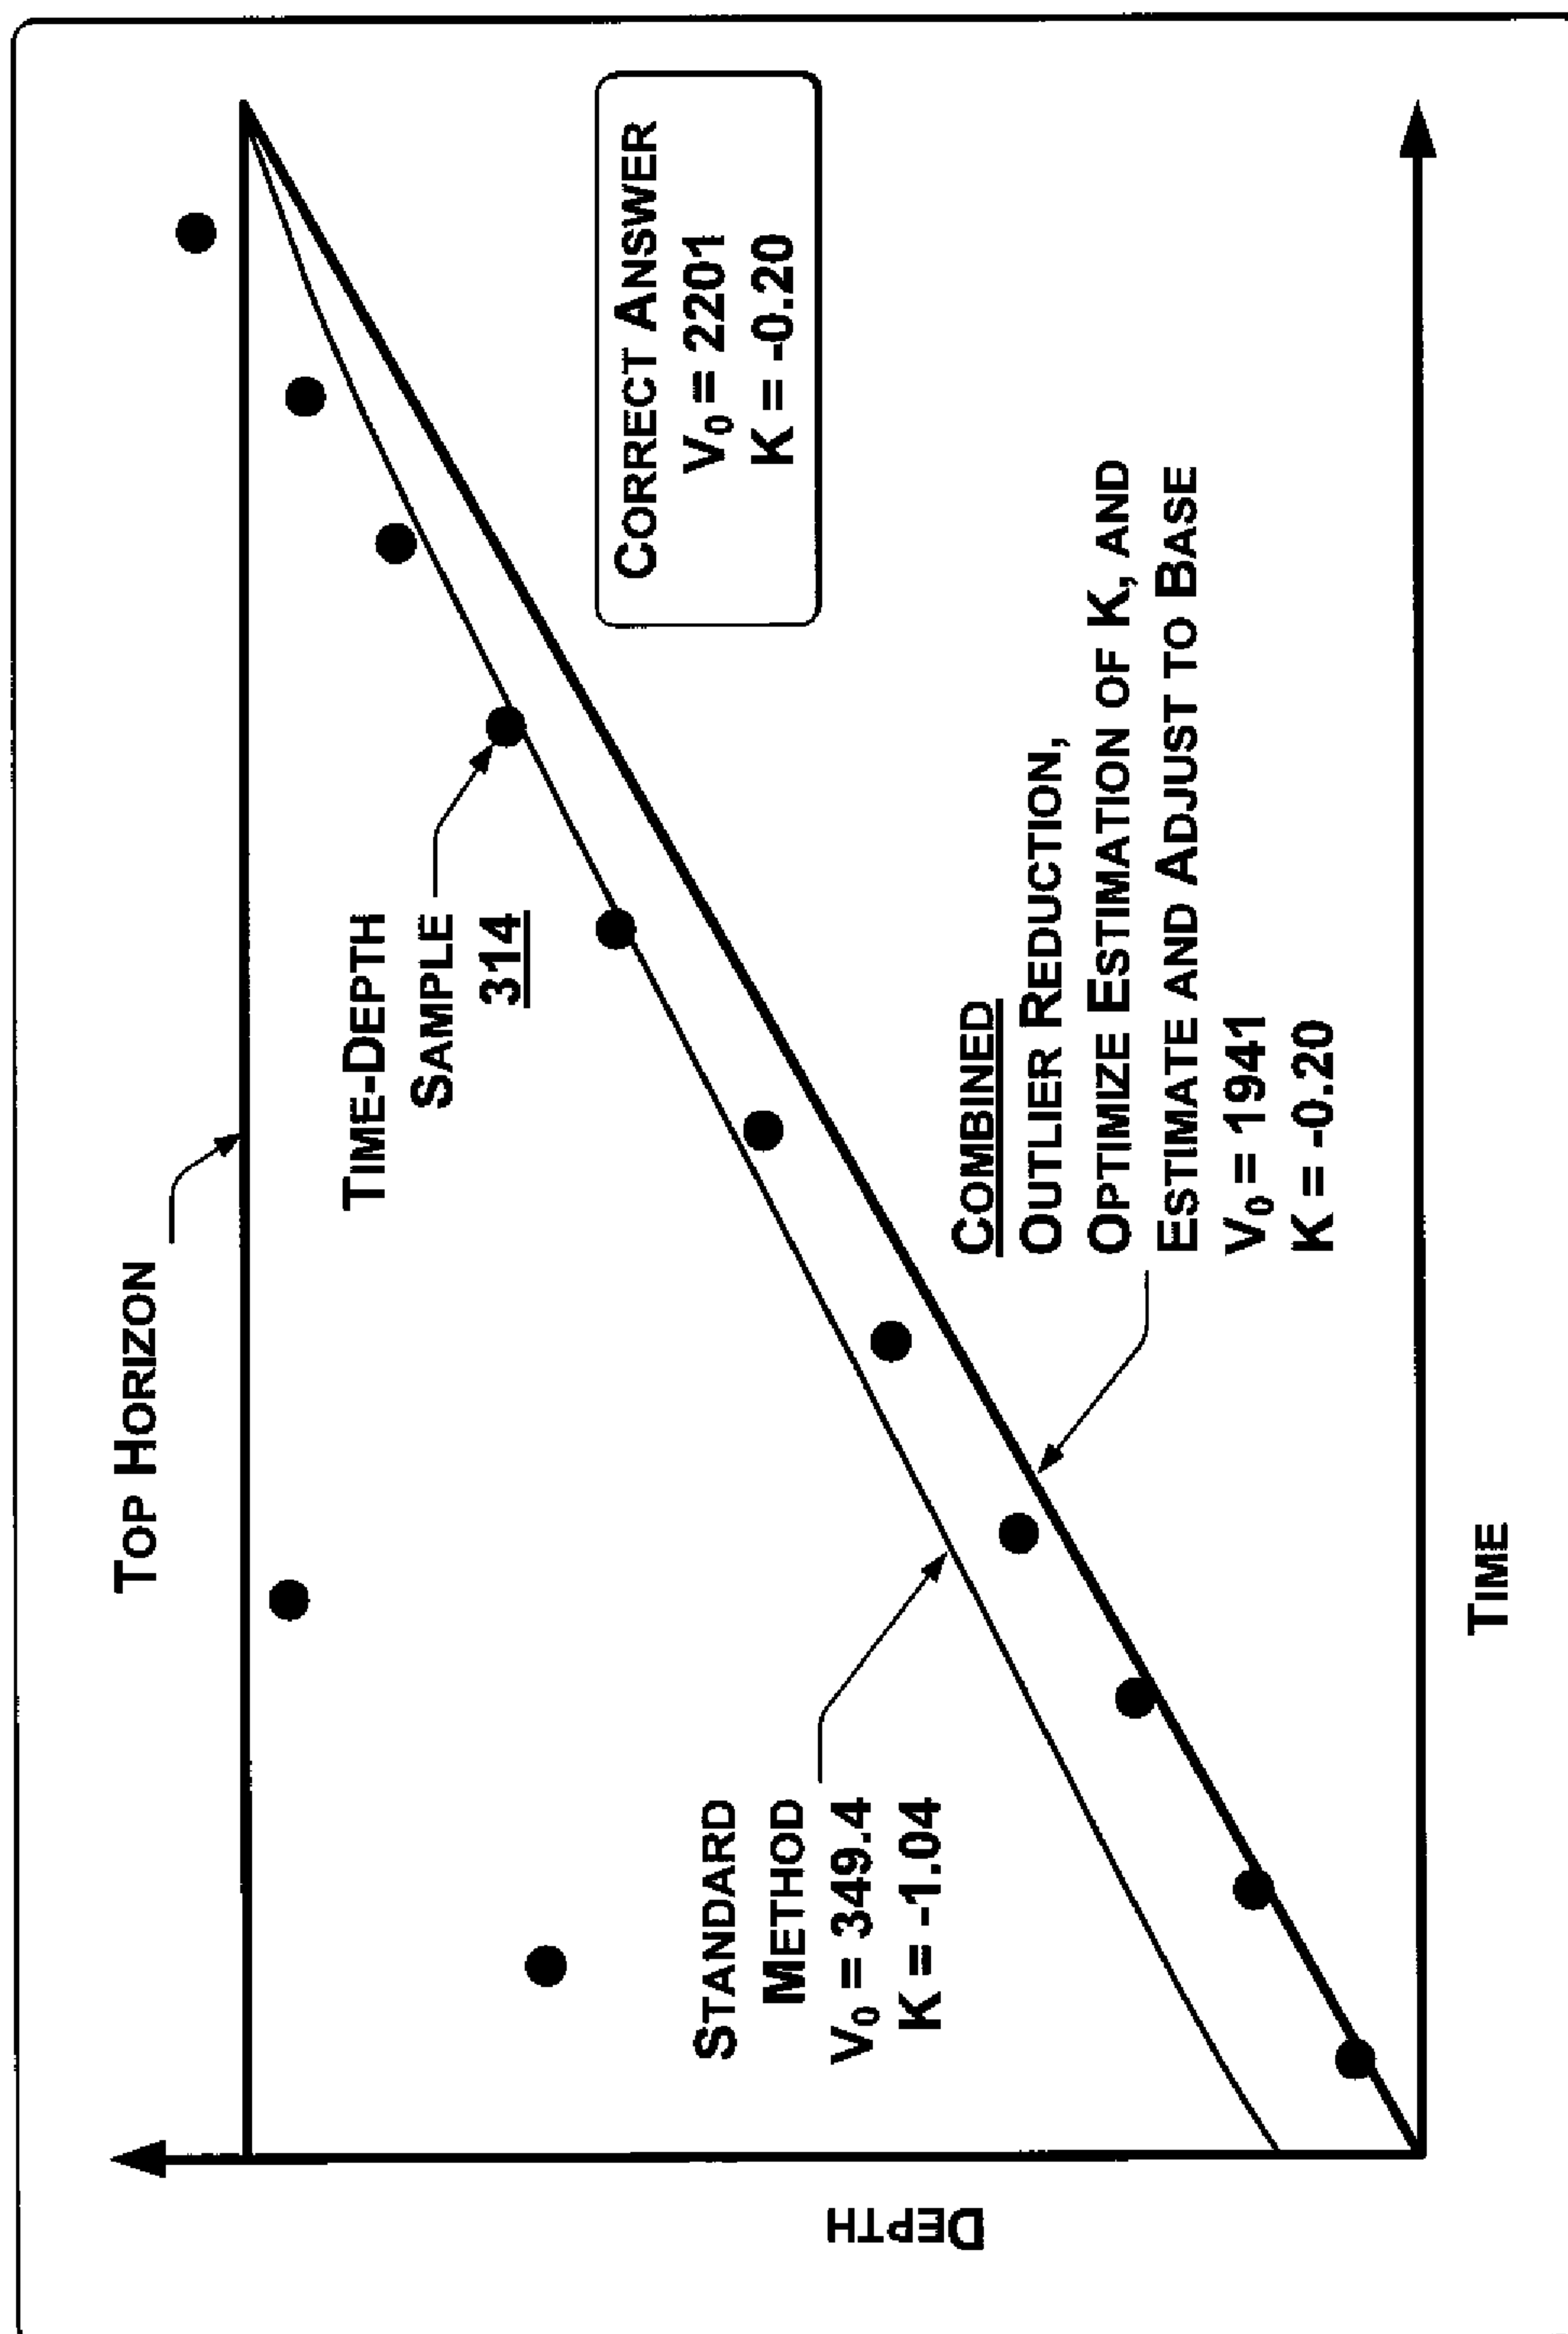 TOP HORIZON
TIME-DEPTH
SAMPLE
314
CORRECT ANSWER
V₀ = 2201
K = -0.20
STANDARD
METHOD
V₀ = 349.4
K = -1.04
COMBINED
OUTLIER REDUCTION,
OPTIMIZE ESTIMATION OF K, AND
ESTIMATE AND ADJUST TO BASE
V₀ = 1941
K = -0.20
DEPTH
TIME